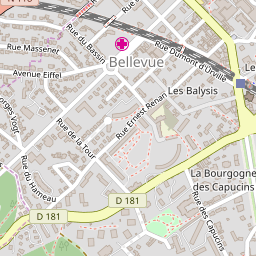 Rue Massenet
Rue du Bassin
Bellevue
Rue Dumont d'Urville
Avenue Eiffel
Les Balysis
Rue Ernest Renan
Rue de la Tour
Rue du Hameau
La Bourgogne
des Capucins
D 181
D 181
Rue des Capucins